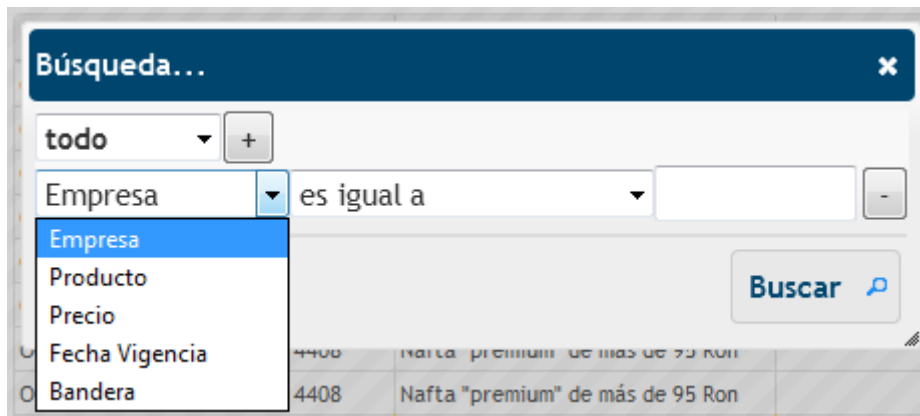 Búsqueda...
todo +
Empresa es igual a -
Empresa
Producto
Precio
Buscar
Fecha Vigencia
4408 Nafta "premium" de más de 95 Ron
Bandera
4408 Nafta "premium" de más de 95 Ron